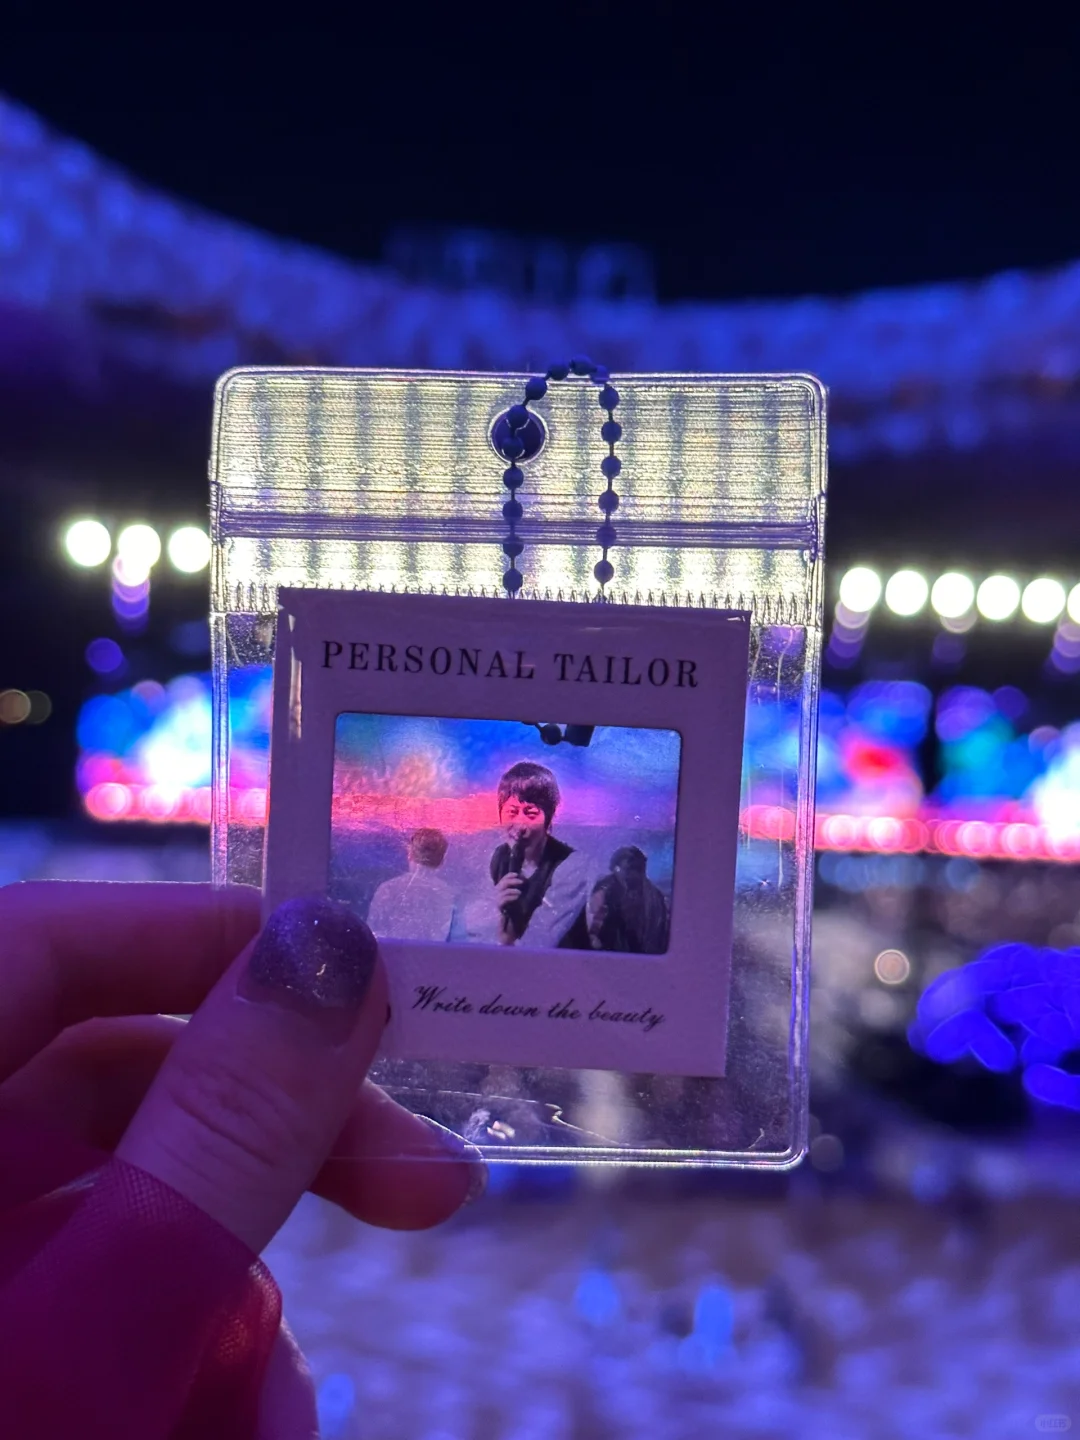 PERSONAL TAILOR
Write down the beauty